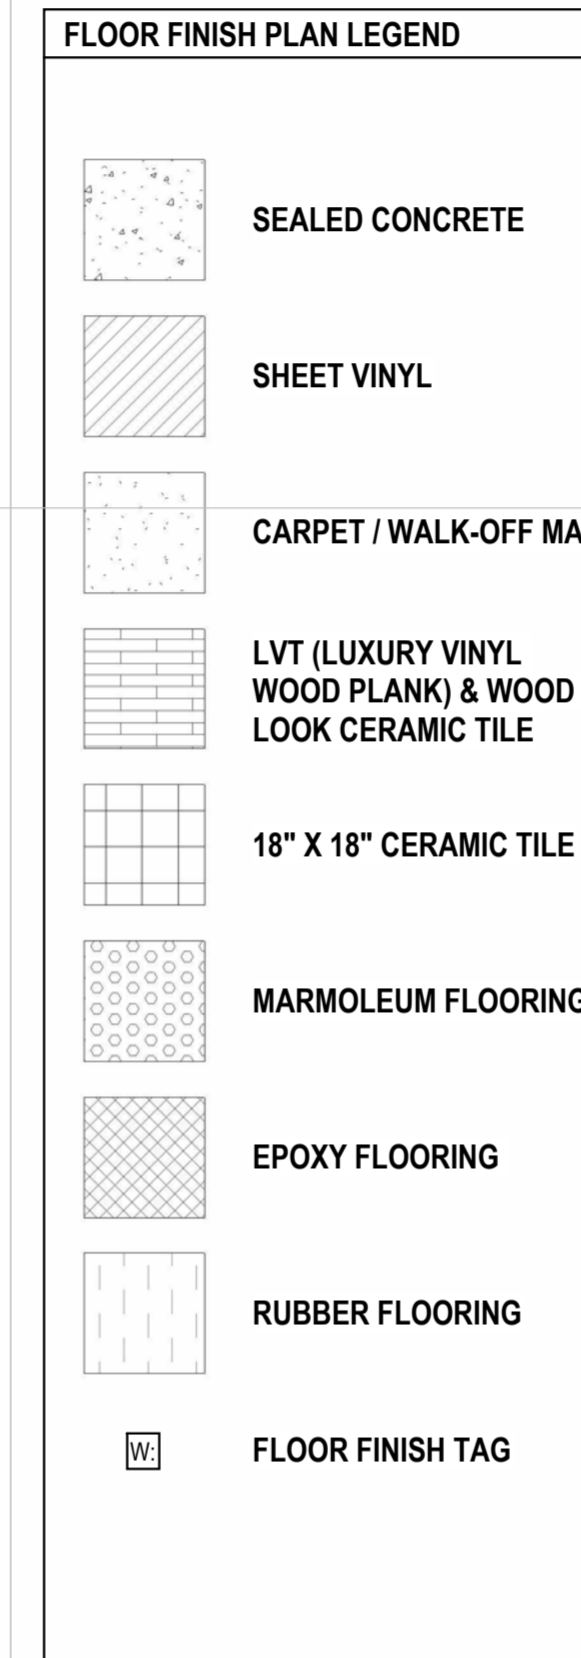 FLOOR FINISH PLAN LEGEND
SEALED CONCRETE
SHEET VINYL
CARPET / WALK-OFF MA
LVT (LUXURY VINYL
WOOD PLANK) & WOOD
LOOK CERAMIC TILE
18" X 18" CERAMIC TILE
MARMOLEUM FLOORING
EPOXY FLOORING
RUBBER FLOORING
W: FLOOR FINISH TAG